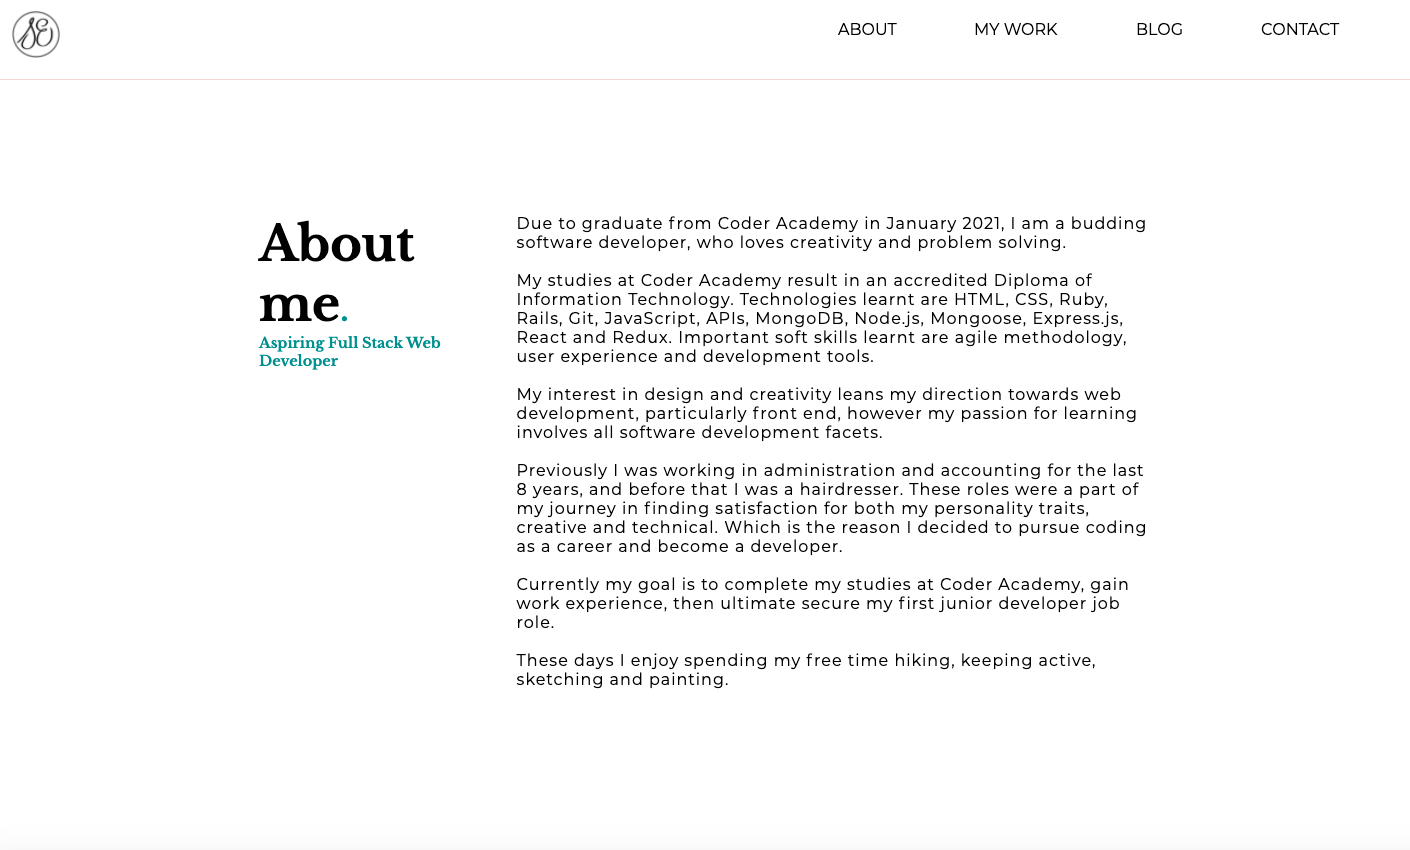 SE
ABOUT
MY WORK
BLOG
CONTACT
About
me.
Aspiring Full Stack Web
Developer
Due to graduate from Coder Academy in January 2021, I am a budding
software developer, who loves creativity and problem solving.
My studies at Coder Academy result in an accredited Diploma of
Information Technology. Technologies learnt are HTML, CSS, Ruby,
Rails, Git, JavaScript, APIs, MongoDB, Node.js, Mongoose, Express.js,
React and Redux. Important soft skills learnt are agile methodology,
user experience and development tools.
My interest in design and creativity leans my direction towards web
development, particularly front end, however my passion for learning
involves all software development facets.
Previously I was working in administration and accounting for the last
8 years, and before that I was a hairdresser. These roles were a part of
my journey in finding satisfaction for both my personality traits,
creative and technical. Which is the reason I decided to pursue coding
as a career and become a developer.
Currently my goal is to complete my studies at Coder Academy, gain
work experience, then ultimate secure my first junior developer job
role.
These days I enjoy spending my free time hiking, keeping active,
sketching and painting.